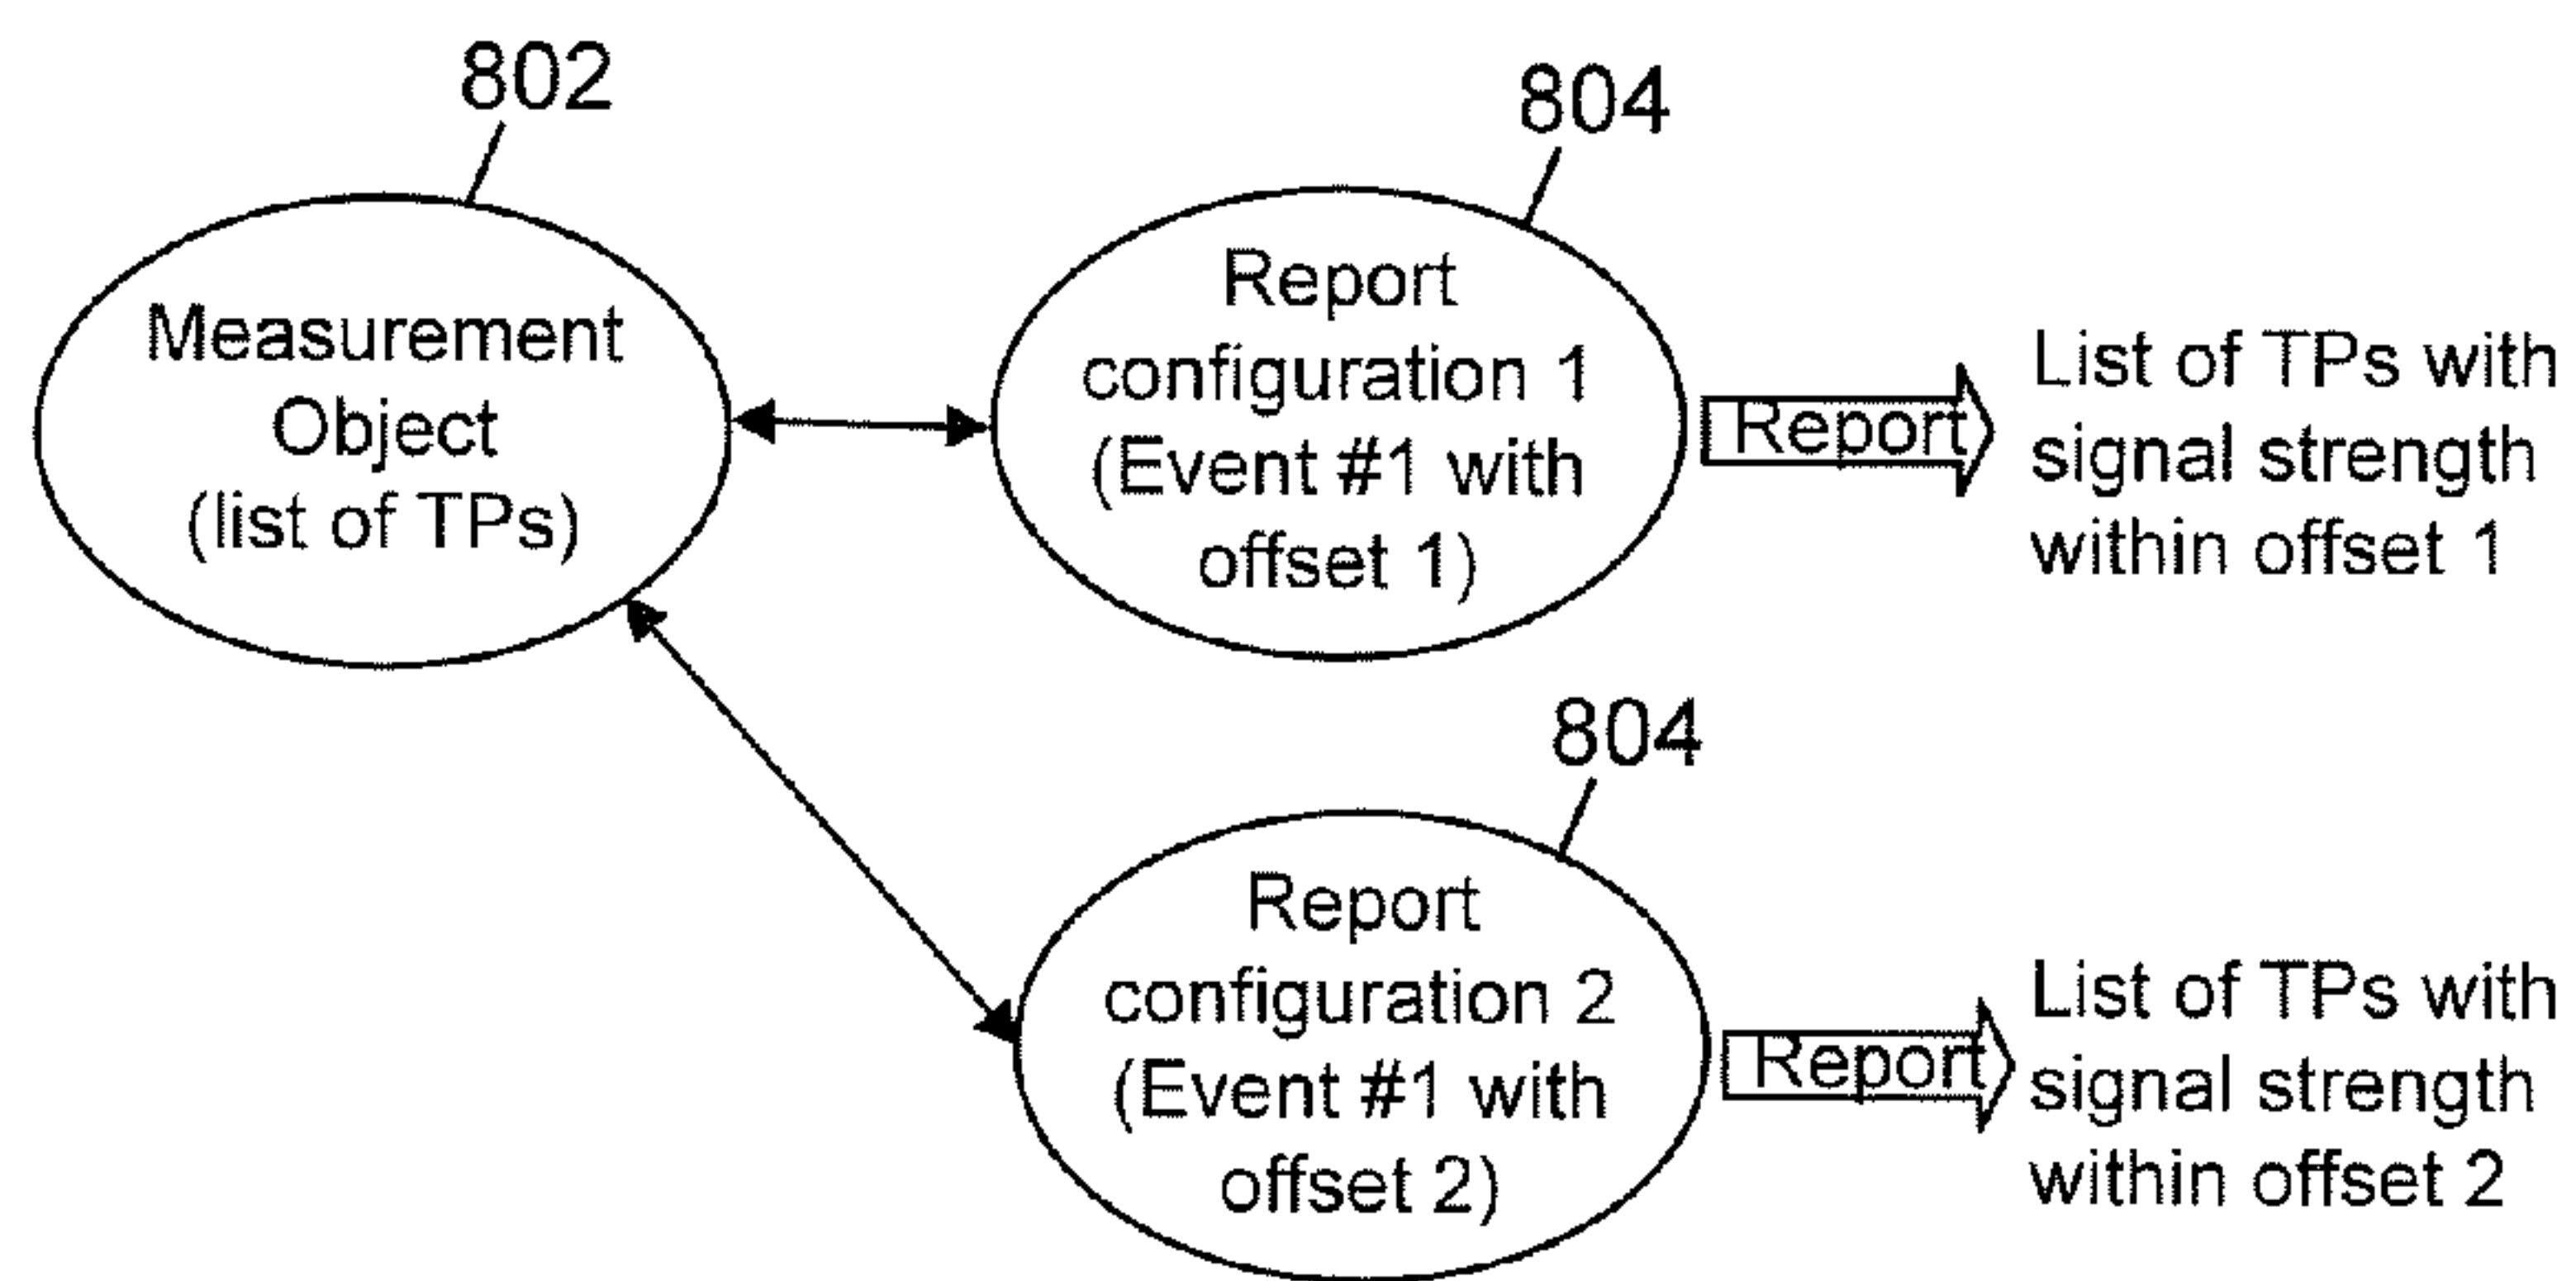 802
Measurement
Object
(list of TPs)
804
Report
configuration 1
(Event #1 with
offset 1)
Report
List of TPs with
signal strength
within offset 1
804
Report
configuration 2
(Event #1 with
offset 2)
Report
List of TPs with
signal strength
within offset 2